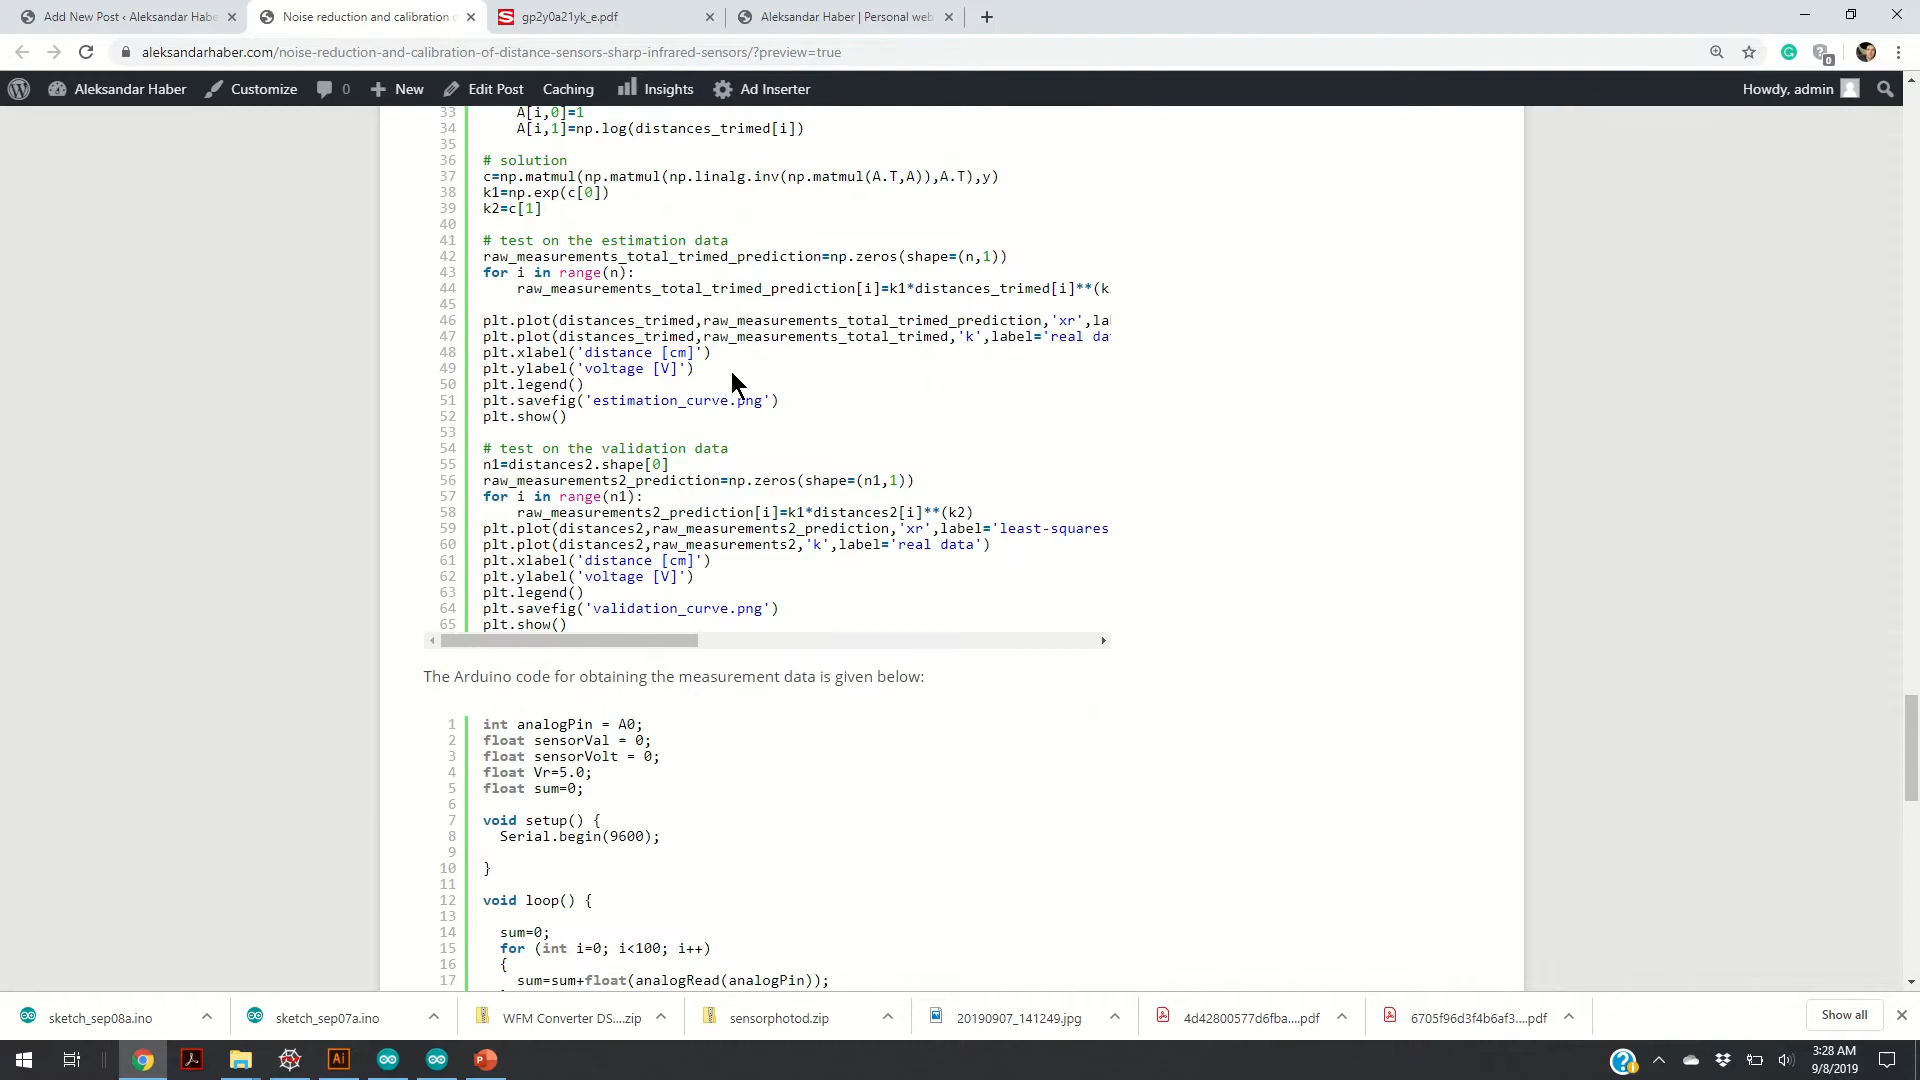 Add New Post ‹ Aleksandar Habe
Noise reduction and calibration
gp2y0a21yk_e.pdf
Aleksandar Haber | Personal web
aleksandarhaber.com/noise-reduction-and-calibration-of-distance-sensors-sharp-infrared-sensors/?preview=true
0
Aleksandar Haber
Customize
0
New
Edit Post
Caching
Insights
Ad Inserter
Howdy, admin
33 A[i,0]=1
34 A[i,1]=np.log(distances_trimed[i])
35
36 # solution
37 c=np.matmul(np.matmul(np.linalg.inv(np.matmul(A.T,A)),A.T),y)
38 k1=np.exp(c[0])
39 k2=c[1]
40
41 # test on the estimation data
42 raw_measurements_total_trimed_prediction=np.zeros(shape=(n,1))
43 for i in range(n):
44 raw_measurements_total_trimed_prediction[i]=k1*distances_trimed[i]**(k
45
46 plt.plot(distances_trimed,raw_measurements_total_trimed_prediction,'xr',la
47 plt.plot(distances_trimed,raw_measurements_total_trimed,'k',label='real da
48 plt.xlabel('distance [cm]')
49 plt.ylabel('voltage [V]')
50 plt.legend()
51 plt.savefig('estimation_curve.png')
52 plt.show()
53
54 # test on the validation data
55 n1=distances2.shape[0]
56 raw_measurements2_prediction=np.zeros(shape=(n1,1))
57 for i in range(n1):
58 raw_measurements2_prediction[i]=k1*distances2[i]**(k2)
59 plt.plot(distances2,raw_measurements2_prediction,'xr',label='least-squares
60 plt.plot(distances2,raw_measurements2,'k',label='real data')
61 plt.xlabel('distance [cm]')
62 plt.ylabel('voltage [V]')
63 plt.legend()
64 plt.savefig('validation_curve.png')
65 plt.show()
The Arduino code for obtaining the measurement data is given below:
1 int analogPin = A0;
2 float sensorVal = 0;
3 float sensorVolt = 0;
4 float Vr=5.0;
5 float sum=0;
6
7 void setup() {
8 Serial.begin(9600);
9
10 }
11
12 void loop() {
13
14 sum=0;
15 for (int i=0; i<100; i++)
16 {
17 sum=sum+float(analogRead(analogPin));
sketch_sep08a.ino
sketch_sep07a.ino
WFM Converter DS....zip
sensorphotod.zip
20190907_141249.jpg
4d42800577d6fba....pdf
6705f96d3f4b6af3....pdf
Show all
Ai
3:28 AM
9/8/2019